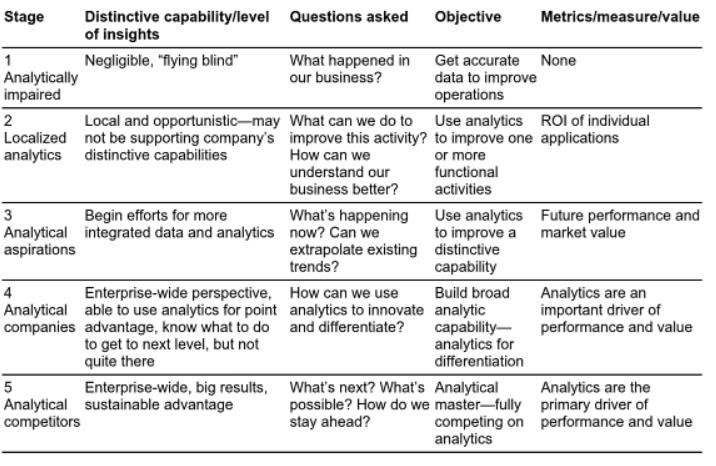 Stage Distinctive capability/level of insights Questions asked Objective Metrics/measure/value
1 Analytically impaired
Negligible, “flying blind”
What happened in our business?
Get accurate data to improve operations
None
2 Localized analytics
Local and opportunistic—may not be supporting company’s distinctive capabilities
What can we do to improve this activity? How can we understand our business better?
Use analytics to improve one or more functional activities
ROI of individual applications
3 Analytical aspirations
Begin efforts for more integrated data and analytics
What’s happening now? Can we extrapolate existing trends?
Use analytics to improve a distinctive capability
Future performance and market value
4 Analytical companies
Enterprise-wide perspective, able to use analytics for point advantage, know what to do to get to next level, but not quite there
How can we use analytics to innovate and differentiate?
Build broad analytic capability—analytics for differentiation
Analytics are an important driver of performance and value
5 Analytical competitors
Enterprise-wide, big results, sustainable advantage
What’s next? What’s possible? How do we stay ahead?
Analytical master—fully competing on analytics
Analytics are the primary driver of performance and value